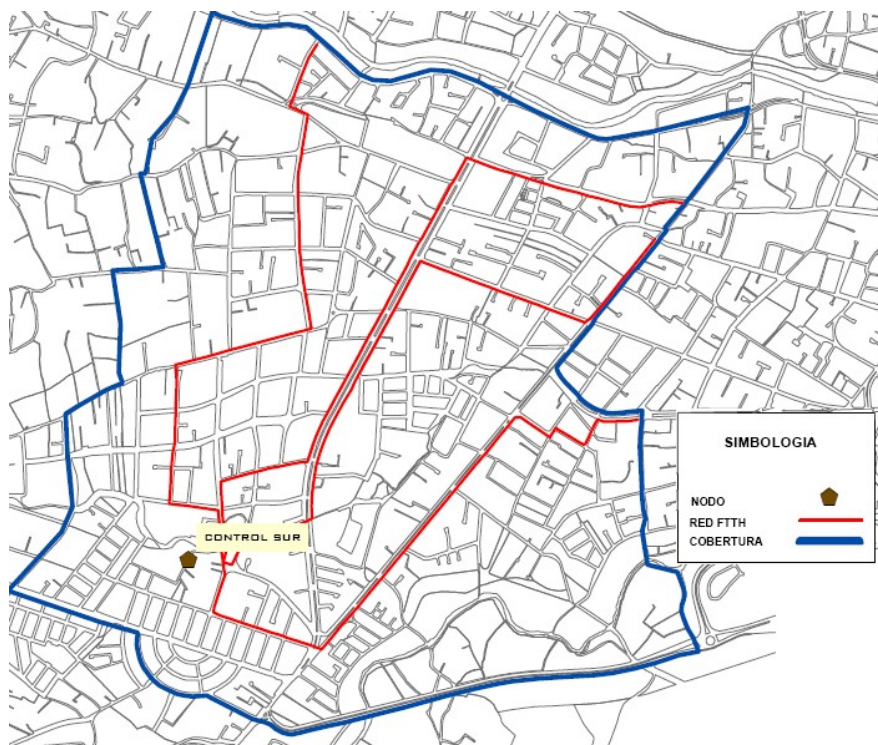 CONTROL SUR
SIMBOLOGIA
NODO
RED FTTH
COBERTURA